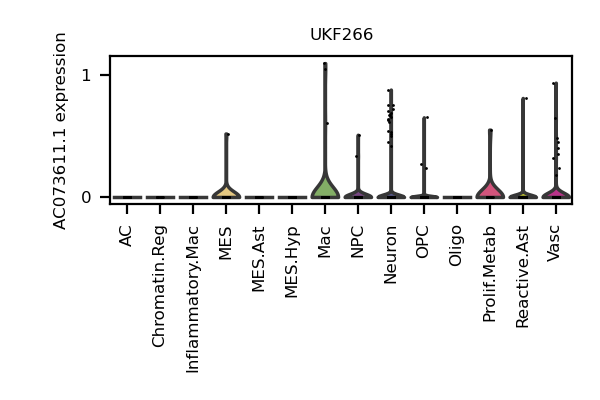 UKF266
AC073611.1 expression
1
0
AC
Chromatin.Reg
Inflammatory.Mac
MES
MES.Ast
MES.Hyp
Mac
NPC
Neuron
OPC
Oligo
Prolif.Metab
Reactive.Ast
Vasc